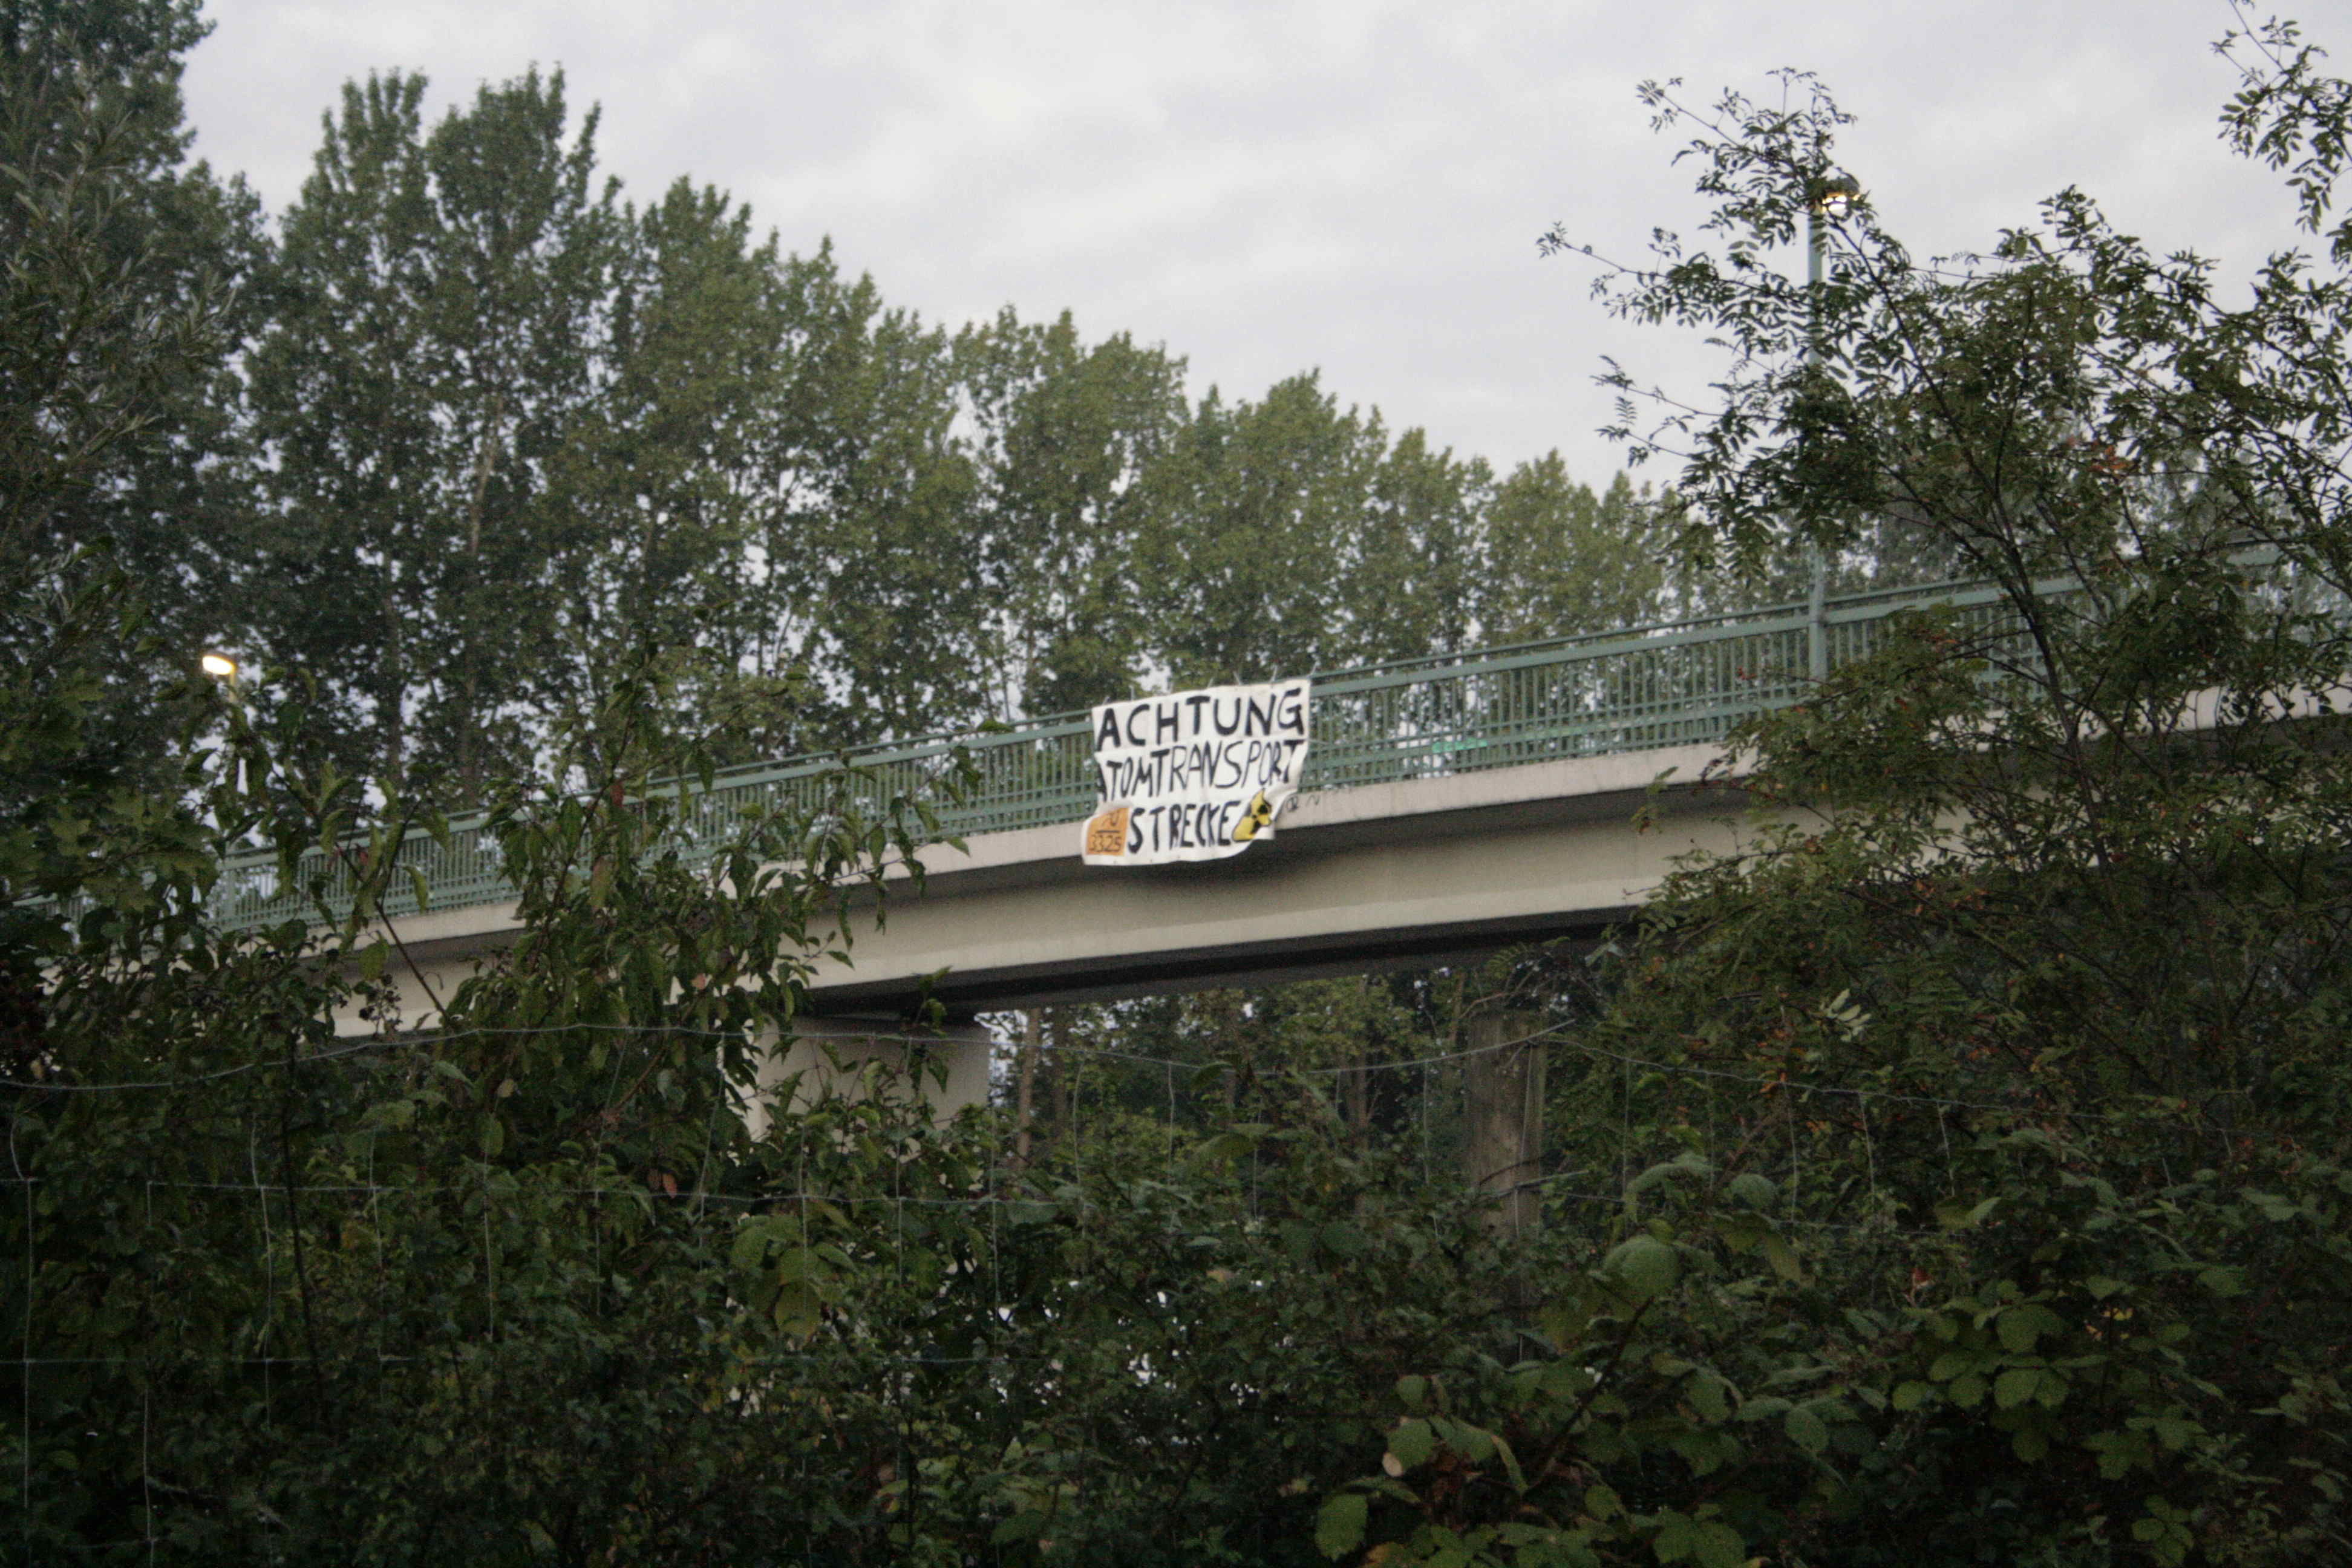 ACHTUNG
ATOMTRANSPORT
STRECKE
70
3325